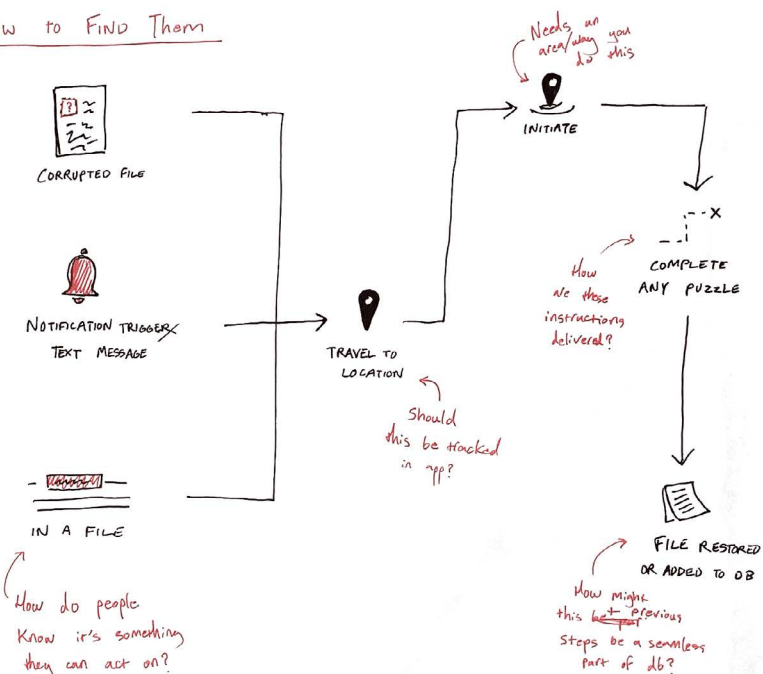 w to FIND Them
CORRUPTED FILE
NOTIFICATION TRIGGER/
TEXT MESSAGE
IN A FILE
How do people
know it's something
they can act on?
TRAVEL TO
LOCATION
Should
this be tracked
in app?
Needs an
area/way you
do this
INITIATE
COMPLETE
ANY PUZZLE
How
are these
instructions
delivered?
FILE RESTORED
OR ADDED TO DB
How might
this + previous
steps be a seamless
part of db?